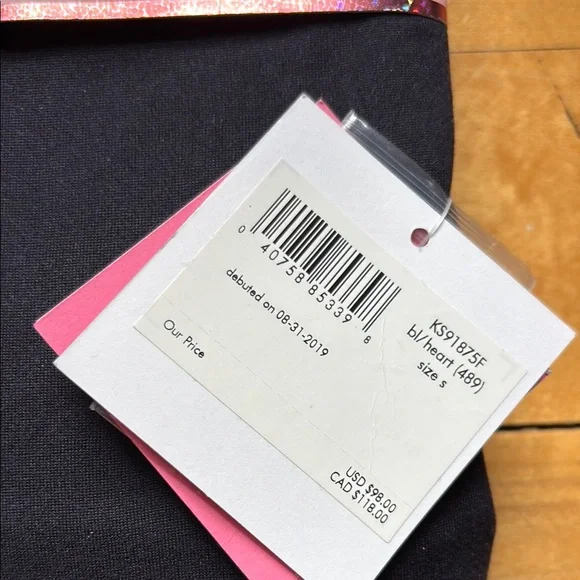 0 40758 85339 8
debuted on 08-31-2019
KS91875F
bl/heart (489)
size s
Our Price
USD $98.00
CAD $118.00